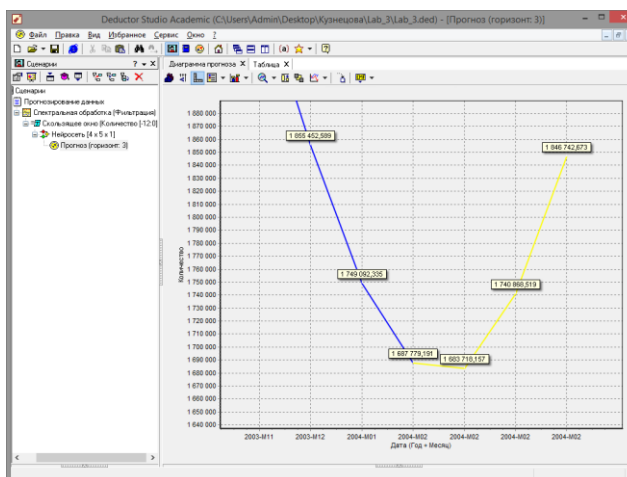 Deductor Studio Academic (C:\Users\Admin\Desktop\Кузнецова\Lab_3\Lab_3.ded) - [Прогноз (горизонт: 3)]
Файл Правка Вид Избранное Сервис Окно ?
Сценарии
Сценарии
Прогнозирование данных
Спектральная обработка (Фильтрация)
Скользящее окно (Количество [-12:0]
Нейросеть [4 x 5 x 1]
Прогноз (горизонт: 3)
Диаграмма прогноза X Таблица X
1 880 000
1 870 000
1 860 000
1 850 000
1 840 000
1 830 000
1 820 000
1 810 000
1 800 000
1 790 000
1 780 000
1 770 000
1 760 000
1 750 000
1 740 000
1 730 000
1 720 000
1 710 000
1 700 000
1 690 000
1 680 000
1 670 000
1 660 000
1 650 000
1 640 000
Количество
1 855 452,589
1 749 092,335
1 687 779,191
1 683 718,157
1 740 868,519
1 846 742,673
2003-M11 2003-M12 2004-M01 2004-M02 2004-M02 2004-M02 2004-M02
Дата (Год + Месяц)